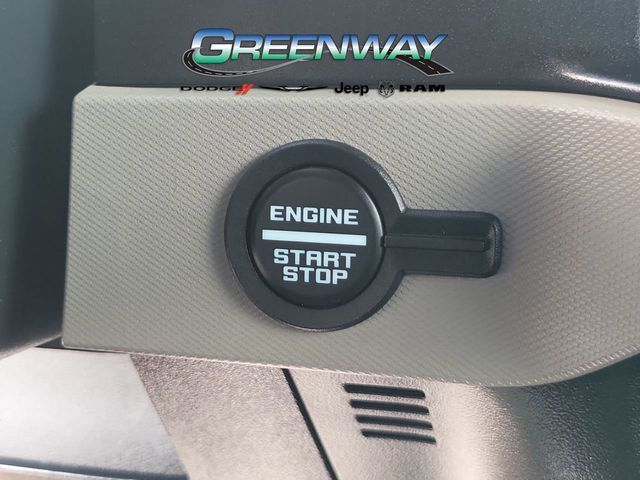 GREENWAY
DODGE Jeep RAM
ENGINE
START
STOP